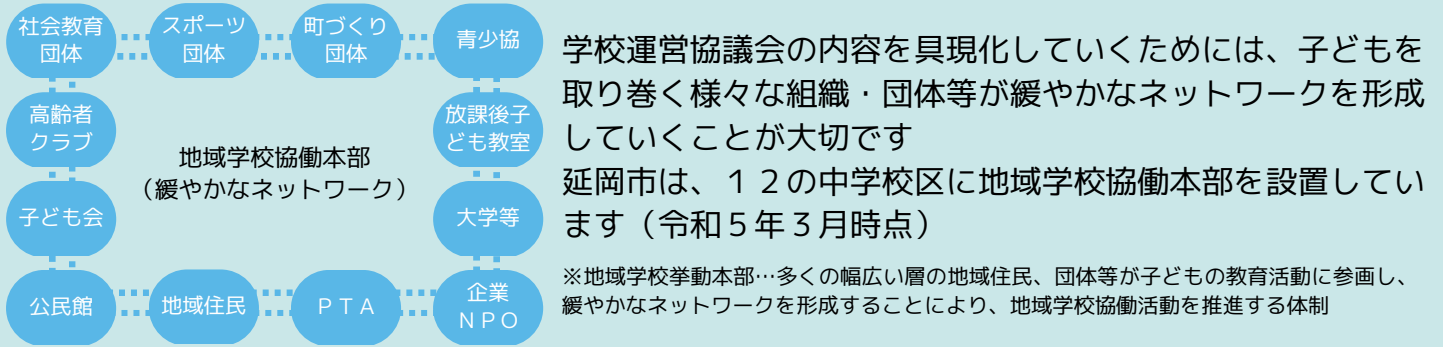 社会教育
団体
スポーツ
団体
町づくり
団体
青少協
高齢者
クラブ
放課後子
ども教室
地域学校協働本部
（緩やかなネットワーク）
子ども会
大学等
公民館
地域住民
ＰＴＡ
企業
ＮＰＯ
学校運営協議会の内容を具現化していくためには、子どもを
取り巻く様々な組織・団体等が緩やかなネットワークを形成
していくことが大切です
延岡市は、１２の中学校区に地域学校協働本部を設置してい
ます（令和５年３月時点）
※地域学校挙動本部…多くの幅広い層の地域住民、団体等が子どもの教育活動に参画し、
緩やかなネットワークを形成することにより、地域学校協働活動を推進する体制